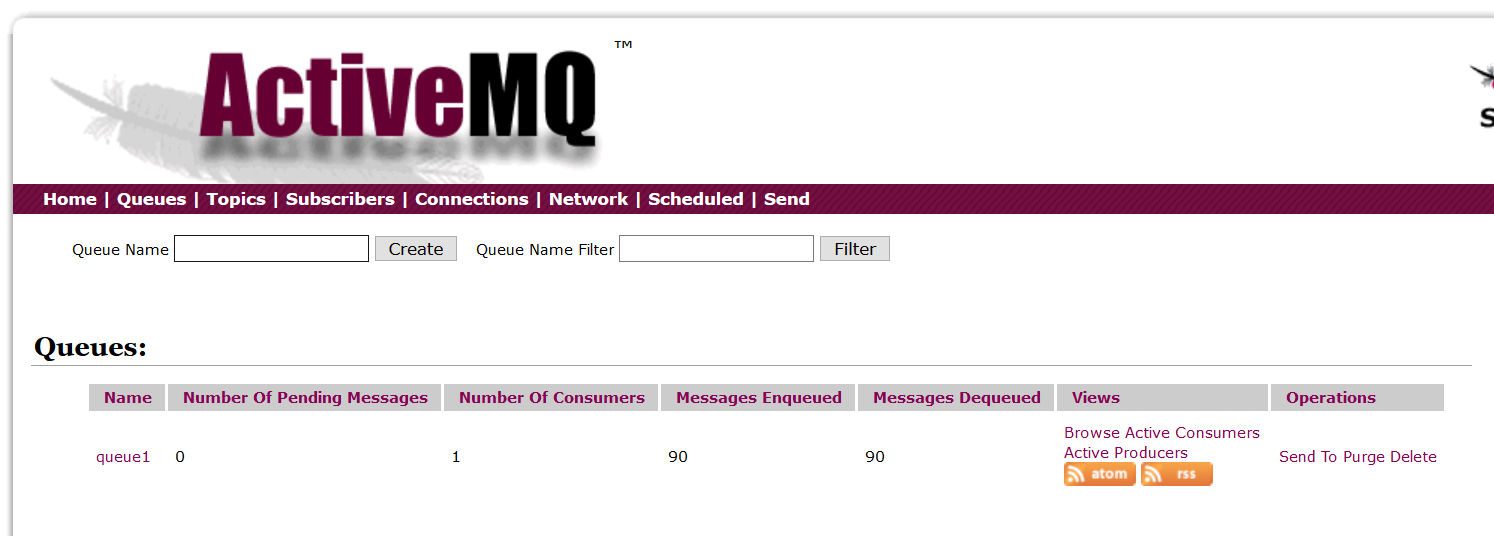 ActiveMQ ™
Home | Queues | Topics | Subscribers | Connections | Network | Scheduled | Send
Queue Name Create Queue Name Filter Filter
Queues:
Name Number Of Pending Messages Number Of Consumers Messages Enqueued Messages Dequeued Views Operations
Browse Active Consumers
queue1 0 1 90 90 Active Producers Send To Purge Delete
atom rss